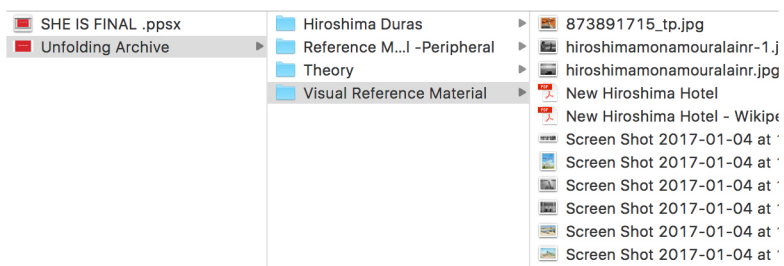 SHE IS FINAL .ppsx
Unfolding Archive
Hiroshima Duras
Reference M...l -Peripheral
Theory
Visual Reference Material
873891715_tp.jpg
hiroshimamonamouralainr-1.j
hiroshimamonamouralainr.jpg
PDF New Hiroshima Hotel
PDF New Hiroshima Hotel - Wikipe
Screen Shot 2017-01-04 at 1
Screen Shot 2017-01-04 at 1
Screen Shot 2017-01-04 at 1
Screen Shot 2017-01-04 at 1
Screen Shot 2017-01-04 at 1
Screen Shot 2017-01-04 at 1